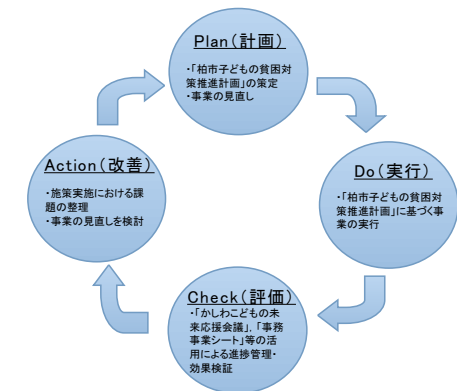 Plan(計画)
・「柏市子どもの貧困対
策推進計画」の策定
・事業の見直し
Do(実行)
・「柏市子どもの貧困対
策推進計画」に基づく事
業の実行
Check(評価)
・「かしわこどもの未
来応援会議」、「事務
事業シート」等の活
用による進捗管理・
効果検証
Action(改善)
・施策実施における課
題の整理
・事業の見直しを検討